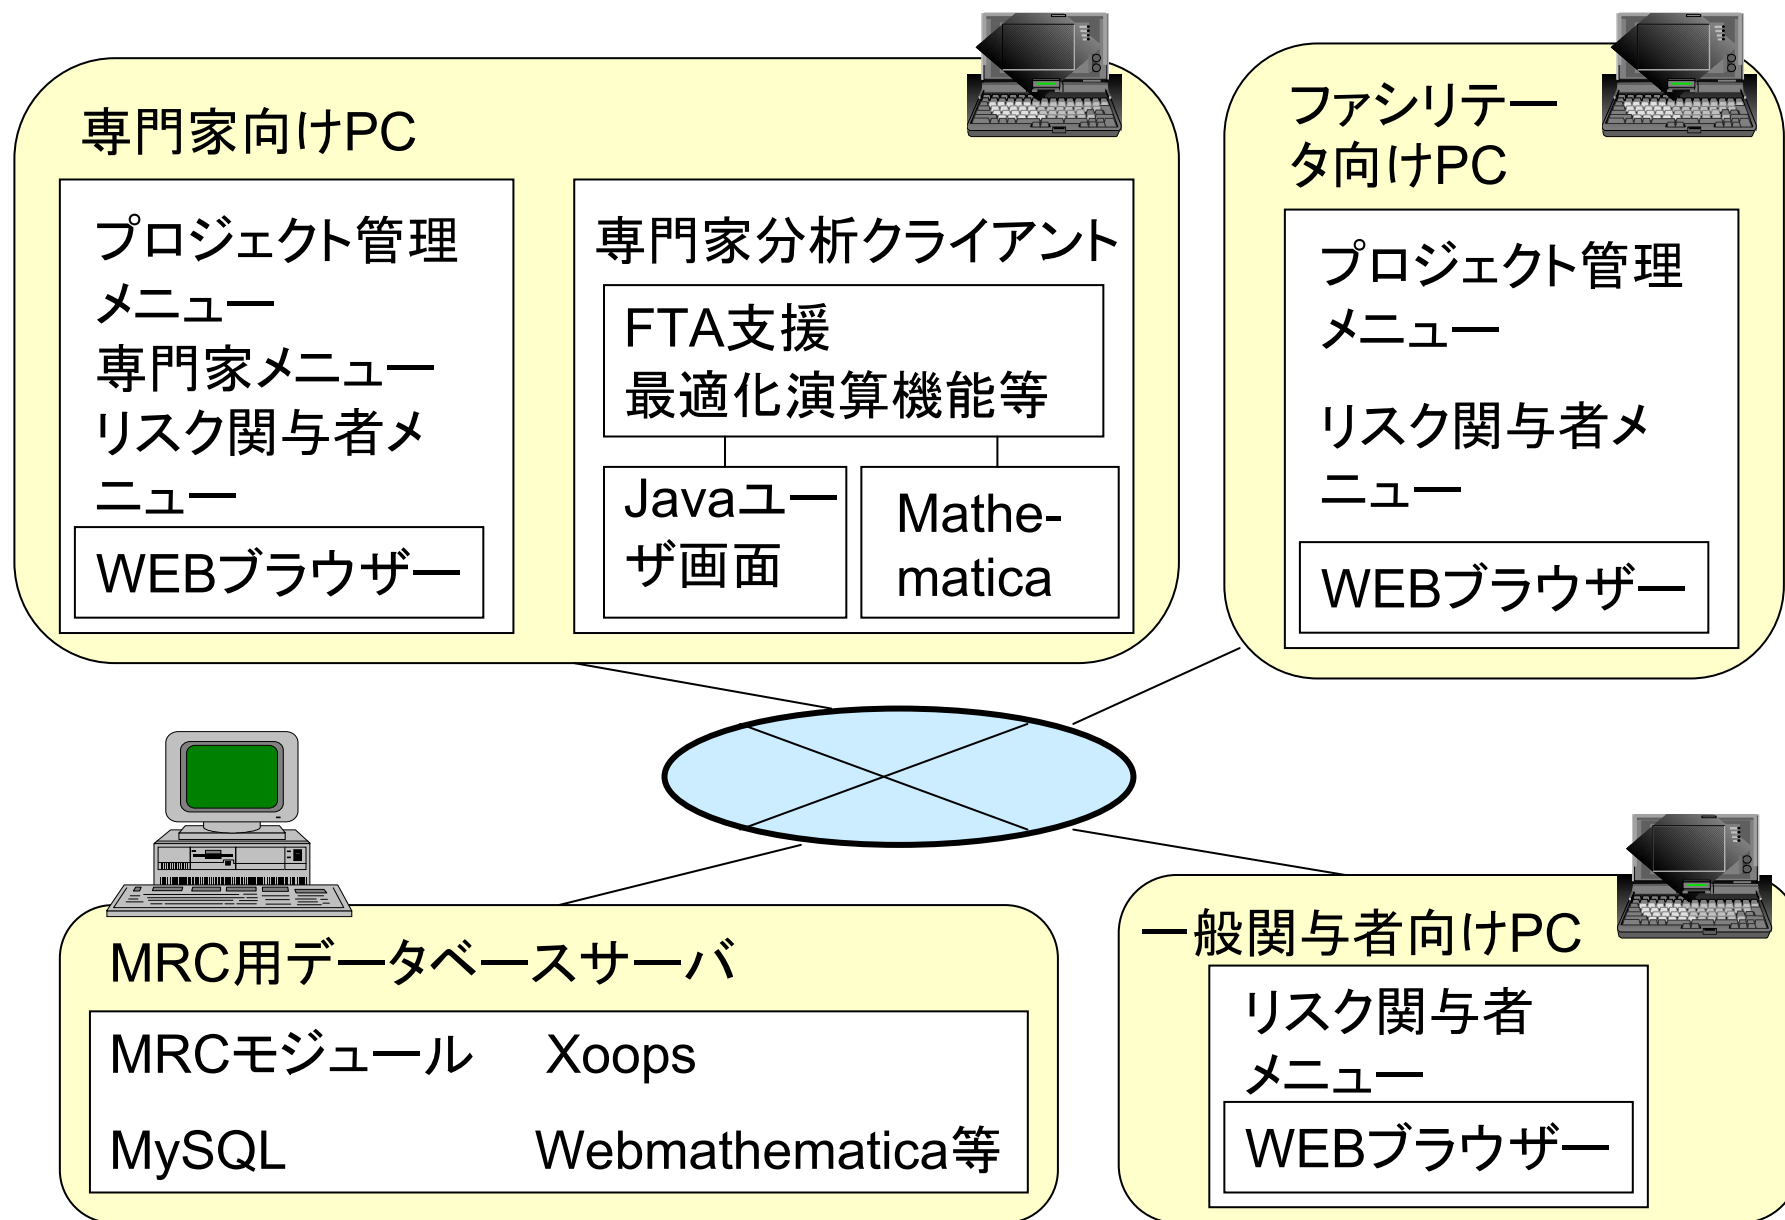 専門家向けPC
プロジェクト管理
メニュー
専門家メニュー
リスク関与者メ
ニュー
WEBブラウザー
専門家分析クライアント
FTA支援
最適化演算機能等
Javaユー
ザ画面
Mathe-
matica
ファシリテー
タ向けPC
プロジェクト管理
メニュー
リスク関与者メ
ニュー
WEBブラウザー
MRC用データベースサーバ
MRCモジュール Xoops
MySQL Webmathematica等
一般関与者向けPC
リスク関与者
メニュー
WEBブラウザー